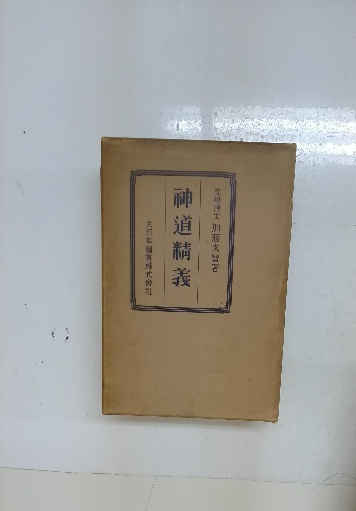 文學博士 加藤玄智著
神道精義
大日本圖書株式會社